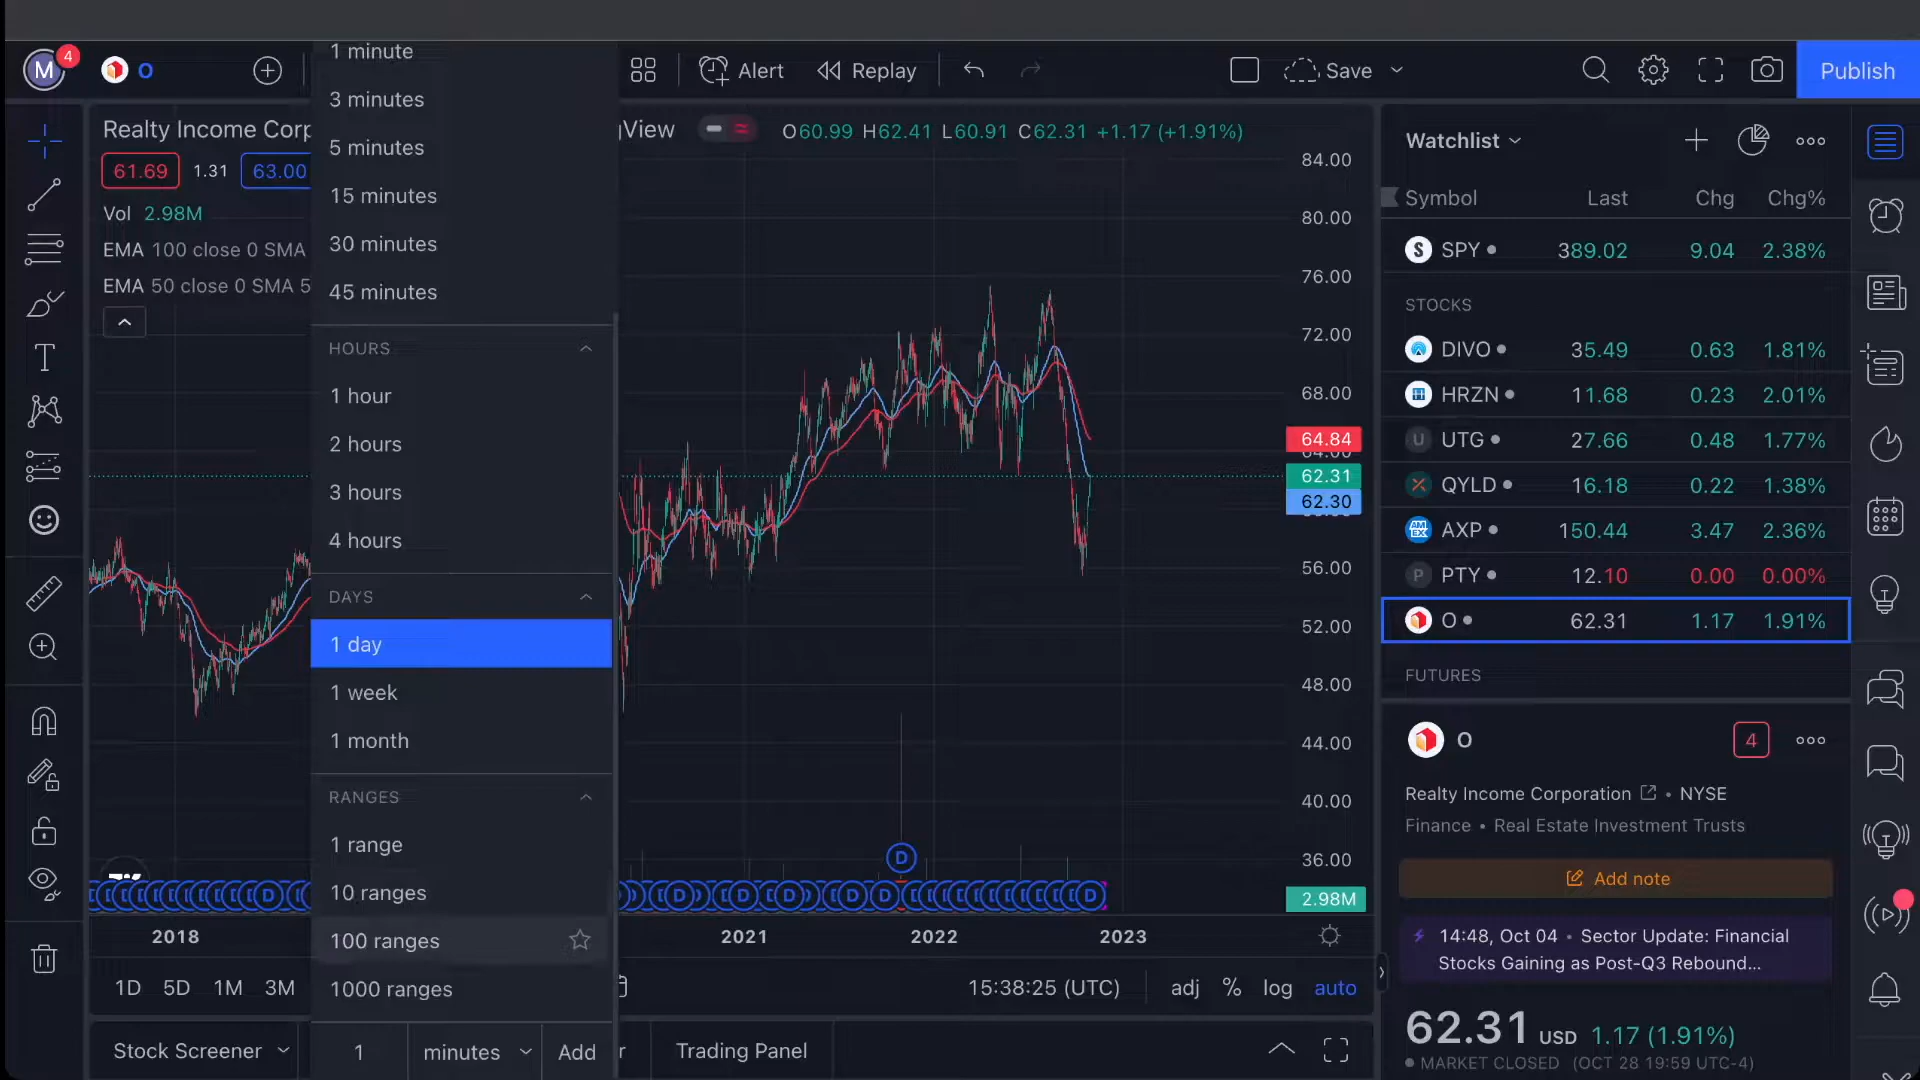 M
4
O
1 minute
Alert
Replay
Save
Publish
3 minutes
5 minutes
15 minutes
30 minutes
45 minutes
HOURS
1 hour
2 hours
3 hours
4 hours
DAYS
1 day
1 week
1 month
RANGES
1 range
10 ranges
100 ranges
1000 ranges
1
minutes
Add
Realty Income Corp
View
O60.99 H62.41 L60.91 C62.31 +1.17 (+1.91%)
61.69
1.31
63.00
Vol 2.98M
EMA 100 close 0 SMA
EMA 50 close 0 SMA 5
84.00
80.00
76.00
72.00
68.00
64.84
62.31
62.30
56.00
52.00
48.00
44.00
40.00
36.00
2.98M
D
2018
2021
2022
2023
1D
5D
1M
3M
15:38:25 (UTC)
adj
%
log
auto
Stock Screener
r
Trading Panel
Watchlist
Symbol Last Chg Chg%
SPY 389.02 9.04 2.38%
STOCKS
DIVO 35.49 0.63 1.81%
HRZN 11.68 0.23 2.01%
U UTG 27.66 0.48 1.77%
QYLD 16.18 0.22 1.38%
AXP 150.44 3.47 2.36%
P PTY 12.10 0.00 0.00%
O 62.31 1.17 1.91%
FUTURES
O
4
Realty Income Corporation • NYSE
Finance • Real Estate Investment Trusts
Add note
14:48, Oct 04 • Sector Update: Financial
Stocks Gaining as Post-Q3 Rebound...
62.31 USD 1.17 (1.91%)
MARKET CLOSED (OCT 28 19:59 UTC-4)